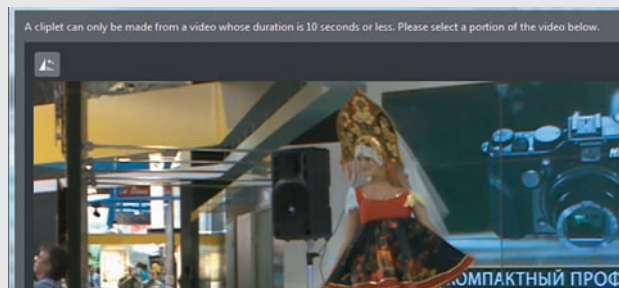 A cliplet can only be made from a video whose duration is 10 seconds or less. Please select a portion of the video below.
КОМПАКТНЫЙ ПРОФ